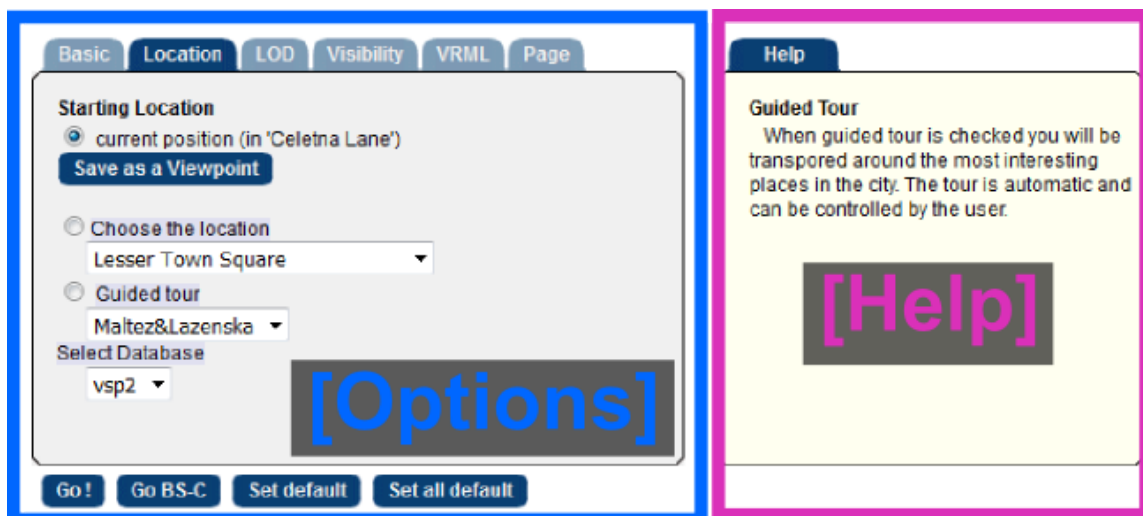 Basic Location LOD Visibility VRML Page
Starting Location
current position (in 'Celetna Lane')
Save as a Viewpoint
Choose the location
Lesser Town Square
Guided tour
Maltez&Lazenska
Select Database
vsp2
[Options]
Go! Go BS-C Set default Set all default
Help
Guided Tour
When guided tour is checked you will be
transpored around the most interesting
places in the city. The tour is automatic and
can be controlled by the user.
[Help]